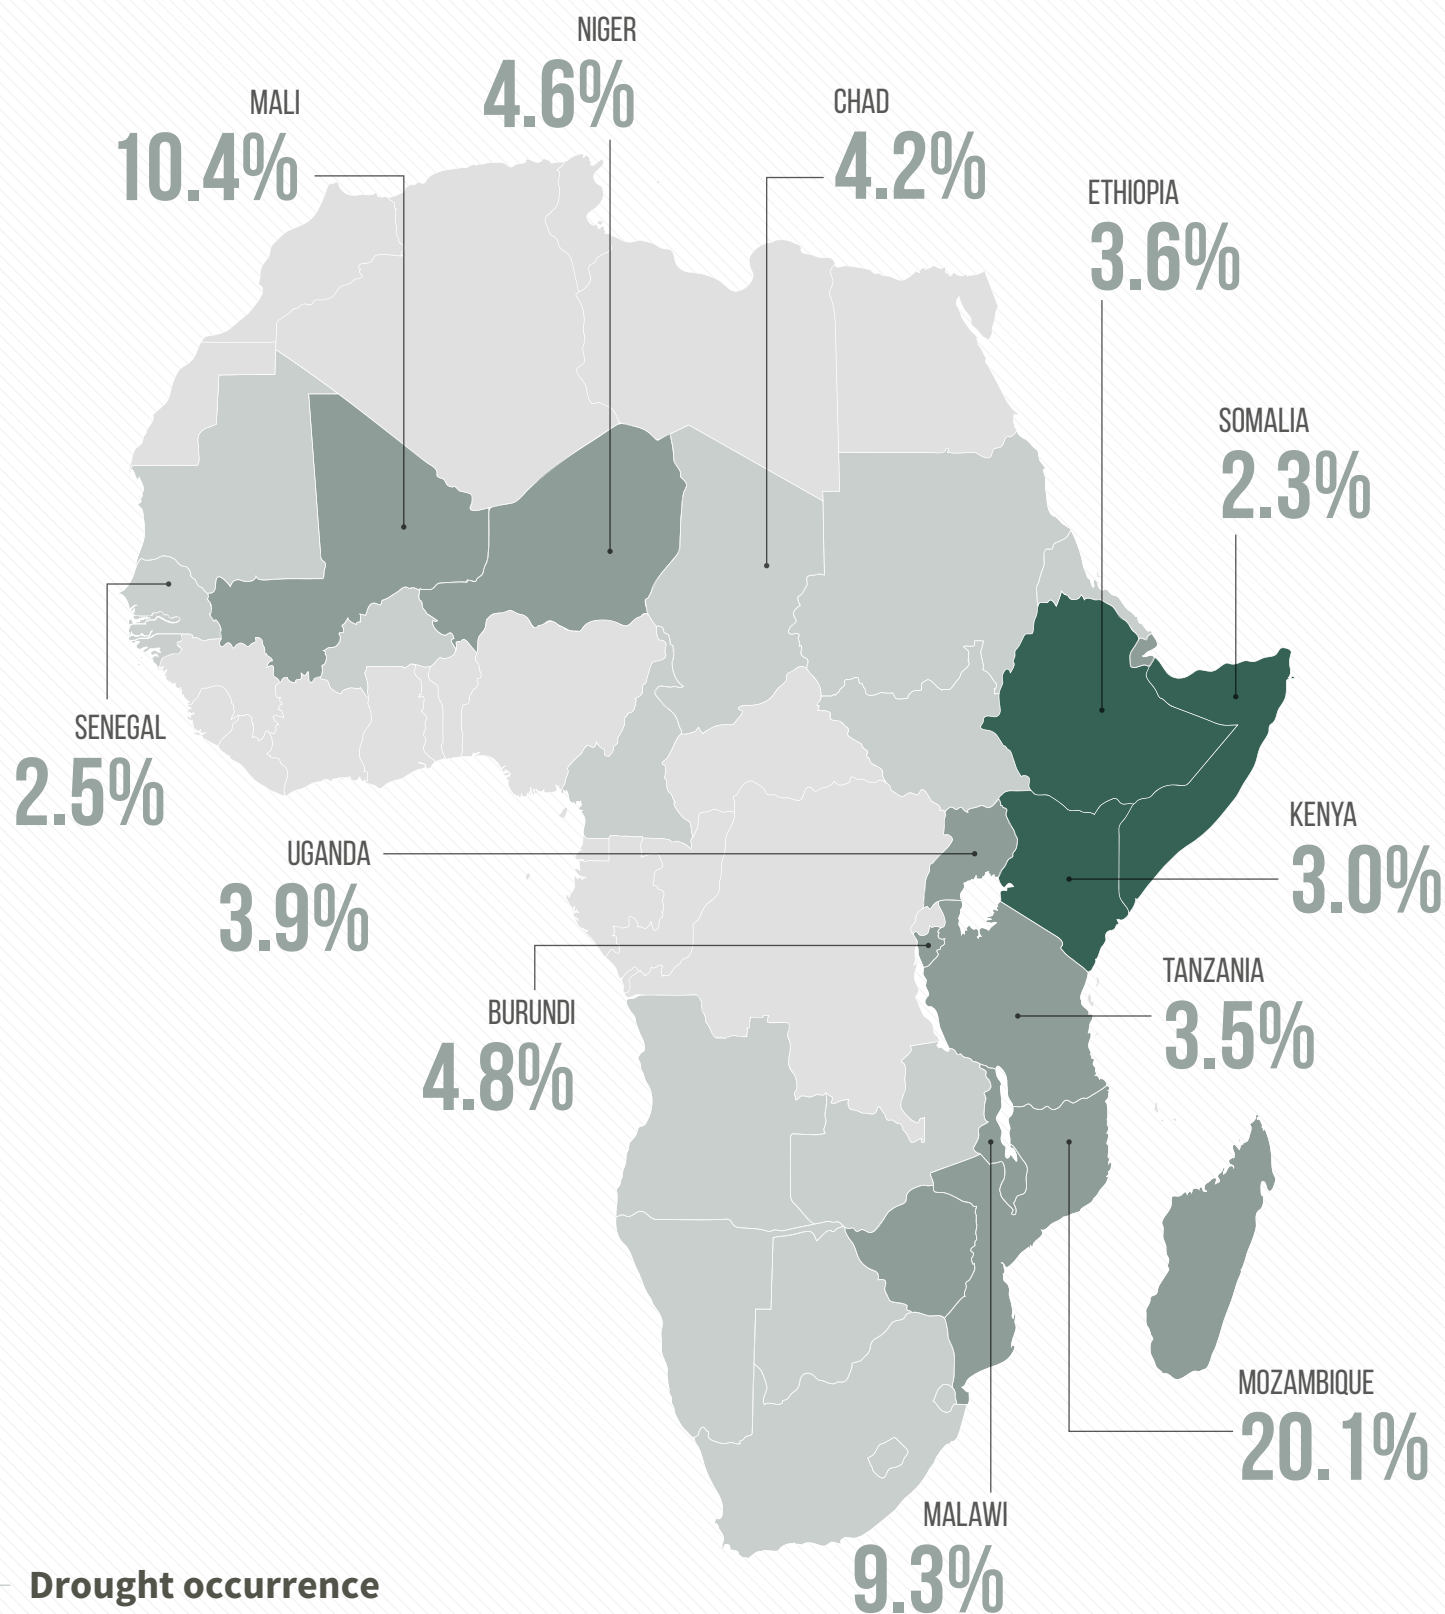 NIGER
4.6%
MALI
10.4%
CHAD
4.2%
ETHIOPIA
3.6%
SOMALIA
2.3%
SENEGAL
2.5%
UGANDA
3.9%
KENYA
3.0%
BURUNDI
4.8%
TANZANIA
3.5%
MOZAMBIQUE
20.1%
MALAWI
9.3%
Drought occurrence